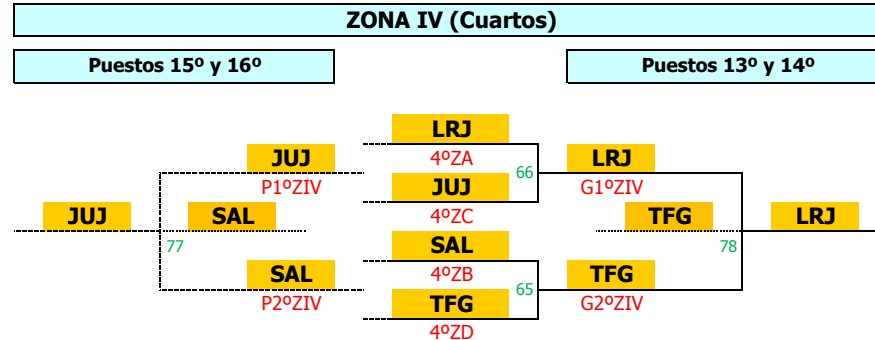 ZONA IV (Cuartos)
Puestos 15º y 16º
Puestos 13º y 14º
LRJ
JUJ
4ºZA
66
LRJ
P1ºZIV
JUJ
G1ºZIV
JUJ
SAL
4ºZC
TFG
LRJ
77
SAL
78
SAL
4ºZB
65
TFG
P2ºZIV
TFG
G2ºZIV
4ºZD